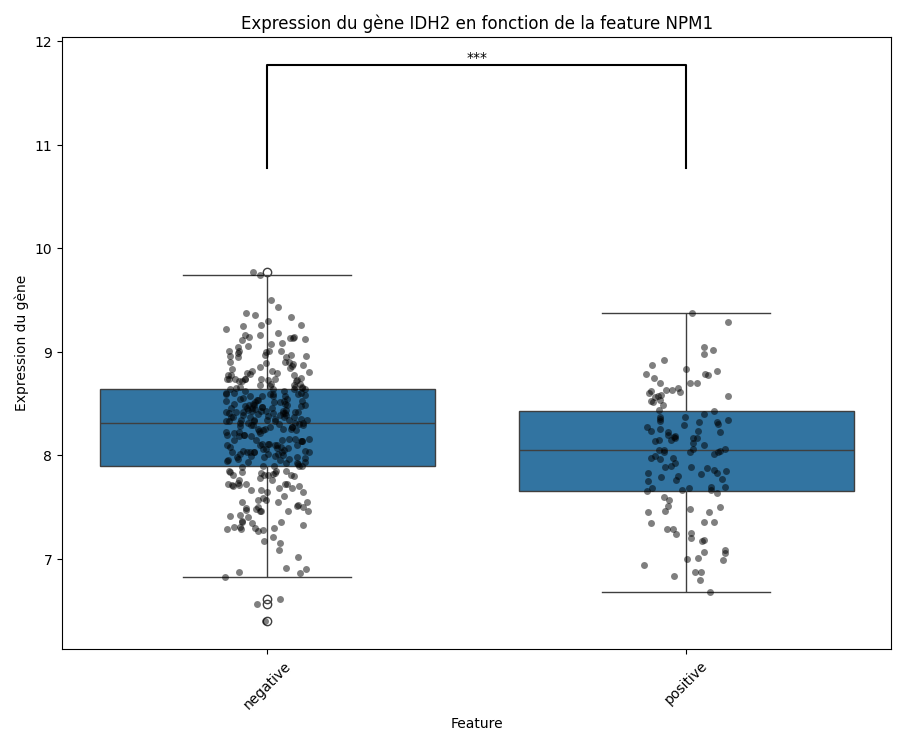 Expression du gène IDH2 en fonction de la feature NPM1
12
11
10
9
8
7
Expression du gène
***
negative
positive
Feature